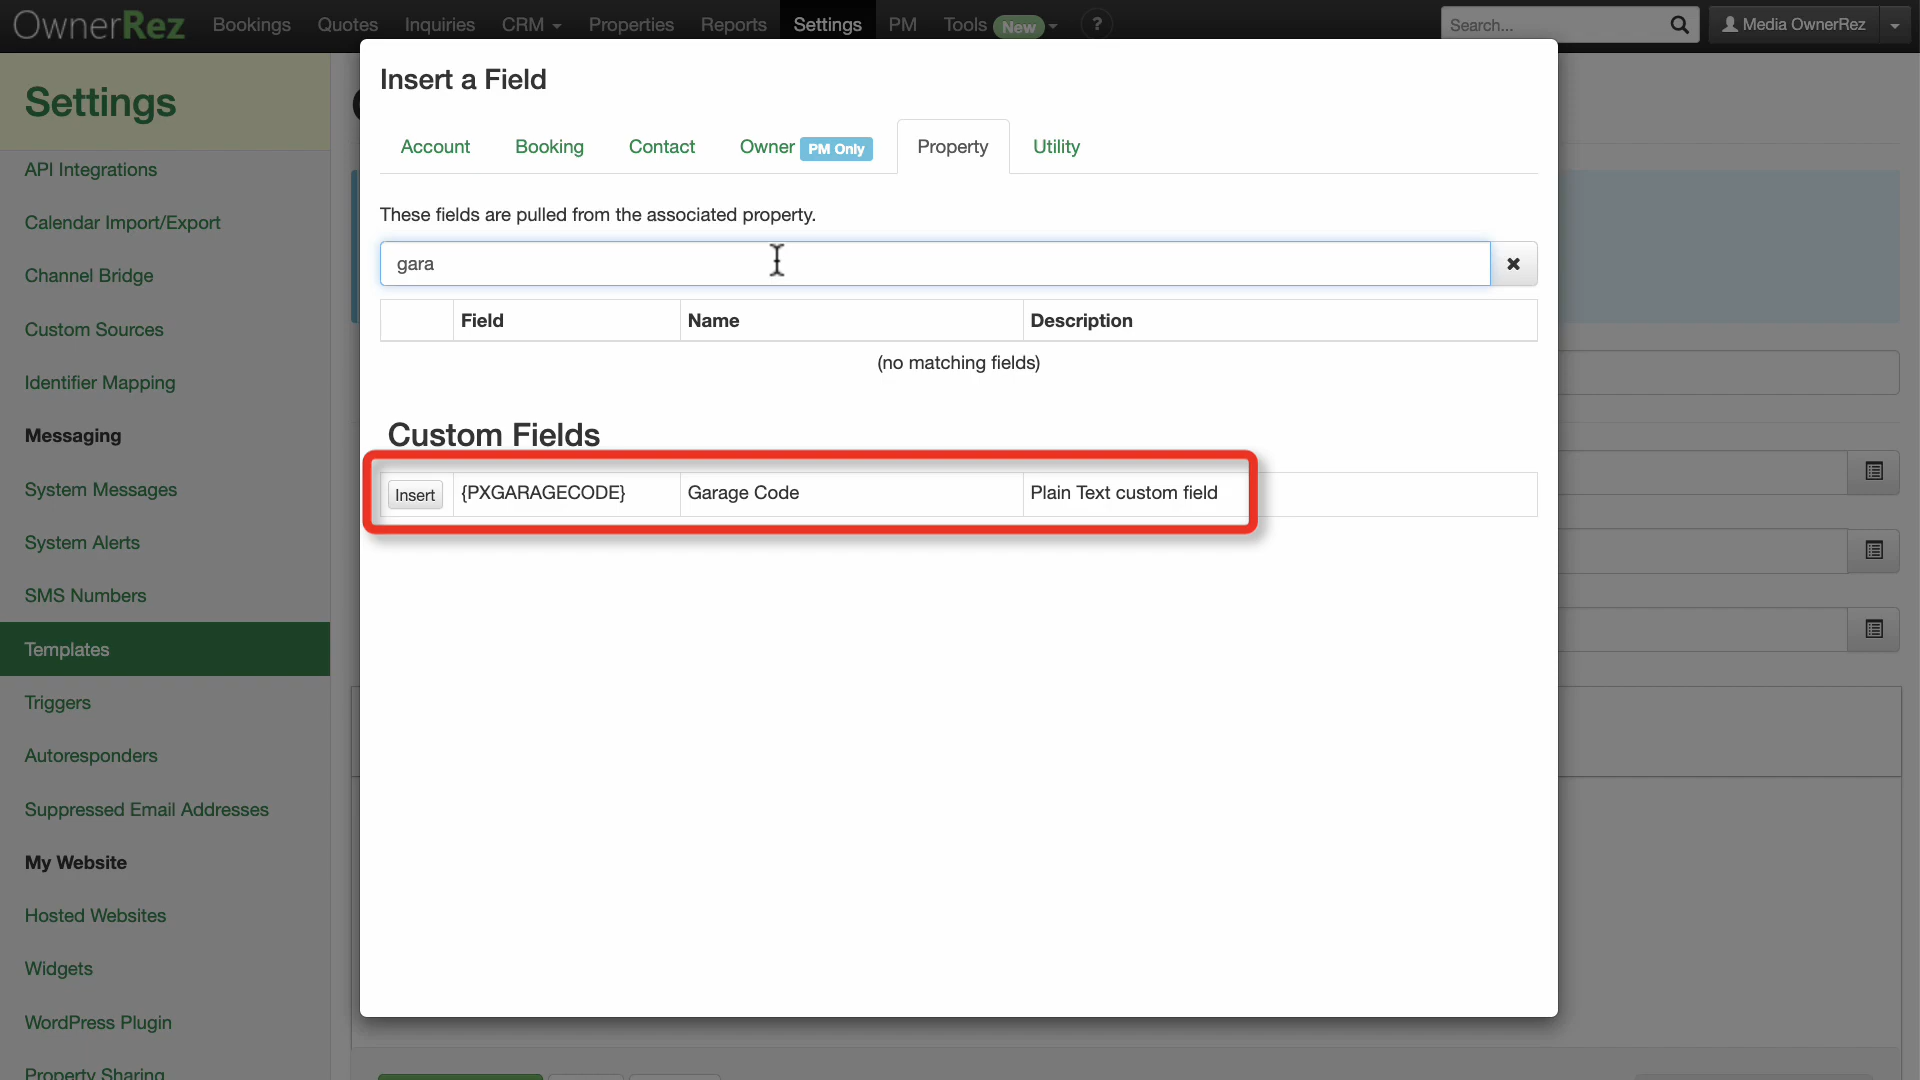 OwnerRez Bookings Quotes Inquiries CRM Properties Reports Settings PM Tools New ? Search... Media OwnerRez
Settings
API Integrations
Calendar Import/Export
Channel Bridge
Custom Sources
Identifier Mapping
Messaging
System Messages
System Alerts
SMS Numbers
Templates
Triggers
Autoresponders
Suppressed Email Addresses
My Website
Hosted Websites
Widgets
WordPress Plugin
Property Sharing
Insert a Field
Account Booking Contact Owner PM Only Property Utility
These fields are pulled from the associated property.
gara
Field Name Description
(no matching fields)
Custom Fields
Insert {PXGARAGECODE} Garage Code Plain Text custom field